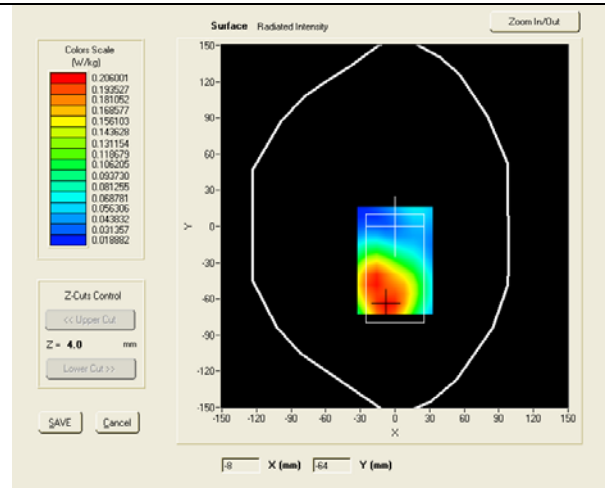 Surface Radiated Intensity
Zoom In/Out
Colors Scale
(W/kg)
0.206001
0.193527
0.181052
0.168577
0.156103
0.143628
0.131154
0.118679
0.106205
0.093730
0.081255
0.068781
0.056306
0.043832
0.031357
0.018882
Z-Cuts Control
<< Upper Cut
Z = 4.0 mm
Lower Cut >>
SAVE Cancel
150-
120-
90-
60-
30-
Y 0-
-30-
-60-
-90-
-120-
-150-
-150 -120 -90 -60 -30 0 30 60 90 120 150
X
-8 X (mm) -64 Y (mm)